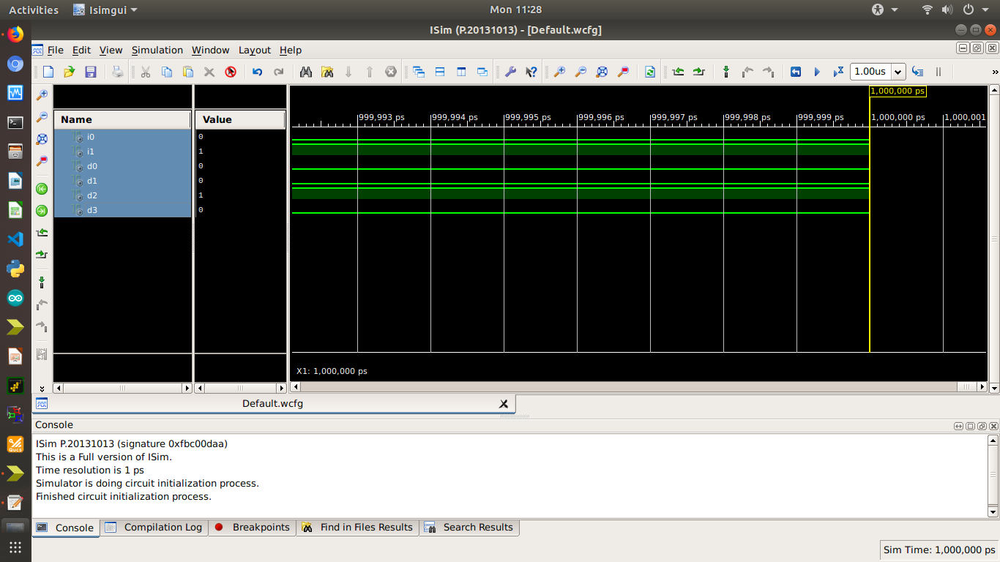 Activities Isimgui Mon 11:28
ISim (P.20131013) - [Default.wcfg]
File Edit View Simulation Window Layout Help
1.00us »
1,000,000 ps
Name Value 999,993 ps 999,994 ps 999,995 ps 999,996 ps 999,997 ps 999,998 ps 999,999 ps 1,000,000 ps 1,000,001
i0 0
i1 1
d0 0
d1 0
d2 1
d3 0
X1: 1,000,000 ps
Default.wcfg
Console
ISim P.20131013 (signature 0xfbc00daa)
This is a Full version of ISim.
Time resolution is 1 ps
Simulator is doing circuit initialization process.
Finished circuit initialization process.
Console Compilation Log Breakpoints Find in Files Results Search Results
Sim Time: 1,000,000 ps